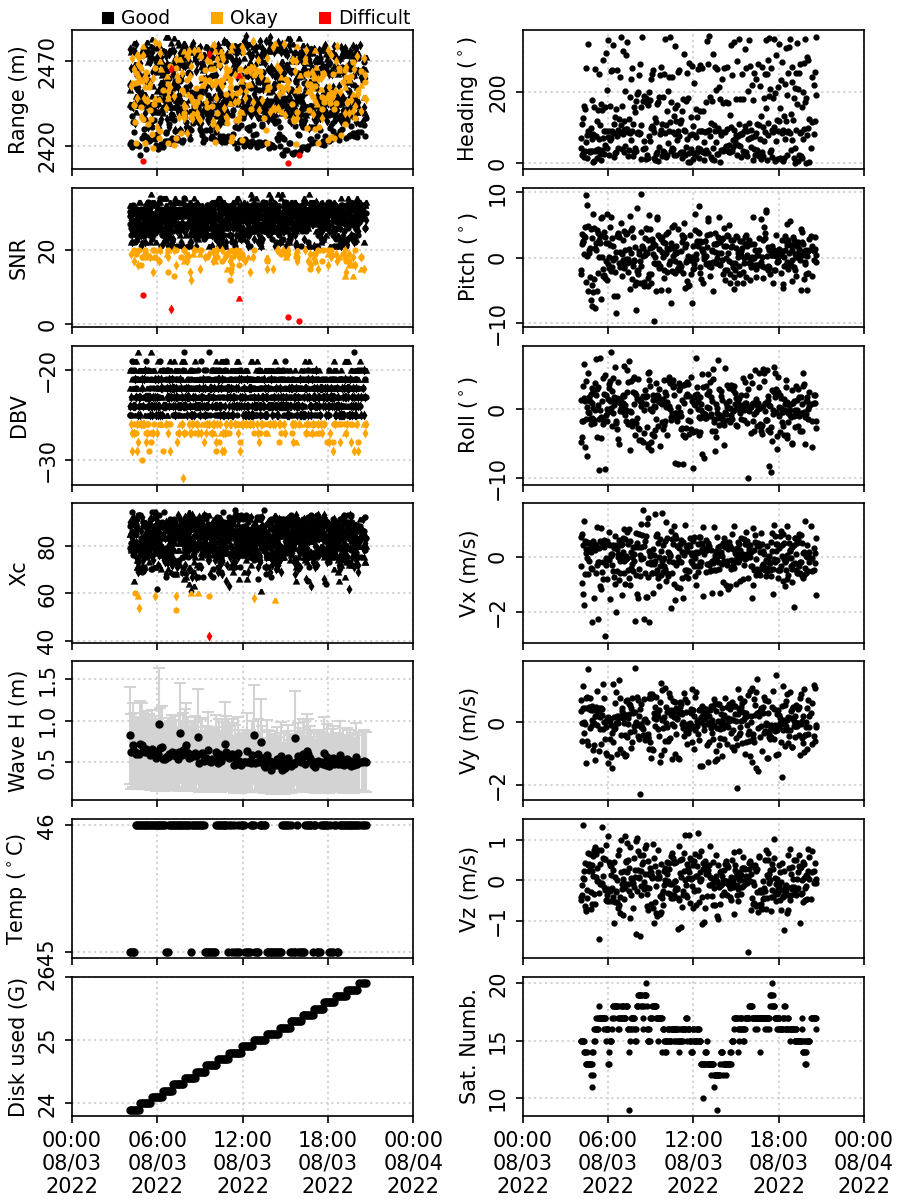 Good Okay Difficult
Range (m)
2470
2420
Heading (°)
200
0
SNR
20
0
Pitch (°)
10
0
−10
DBV
−20
−30
Roll (°)
0
−10
Xc
80
60
40
Vx (m/s)
0
−2
Wave H (m)
1.5
1.0
0.5
Vy (m/s)
0
−2
Temp (°C)
46
45
Vz (m/s)
1
0
−1
Disk used (G)
26
25
24
Sat. Numb.
20
15
10
00:00 06:00 12:00 18:00 00:00 00:00 06:00 12:00 18:00 00:00
08/03 08/03 08/03 08/03 08/04 08/03 08/03 08/03 08/03 08/04
2022 2022 2022 2022 2022 2022 2022 2022 2022 2022